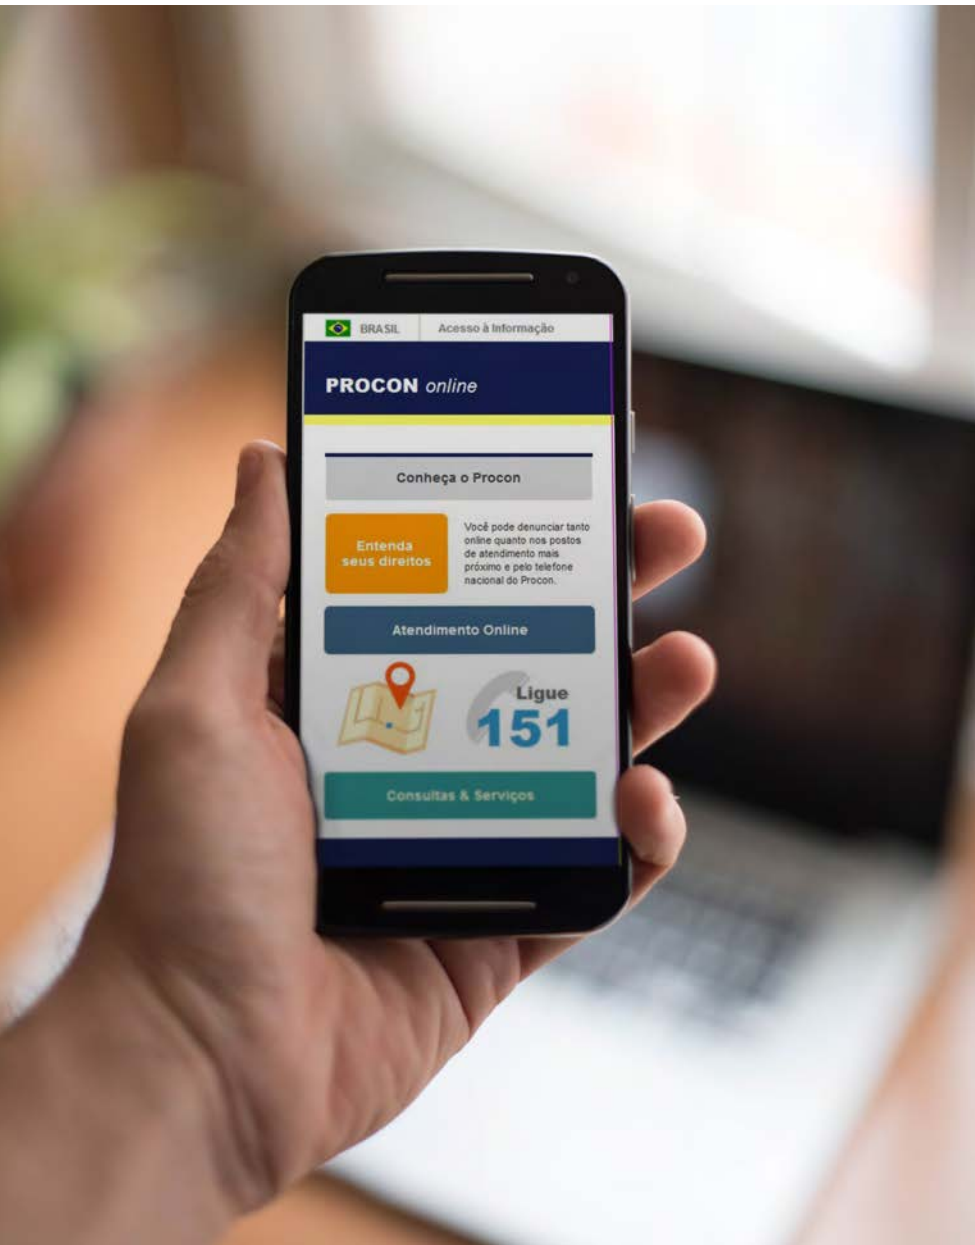 BRASIL
Acesso à Informação
PROCON online
Conheça o Procon
Entenda
seus direitos
Você pode denunciar tanto
online quanto nos postos
de atendimento mais
próximo e pelo telefone
nacional do Procon.
Atendimento Online
Ligue
151
Consultas & Serviços